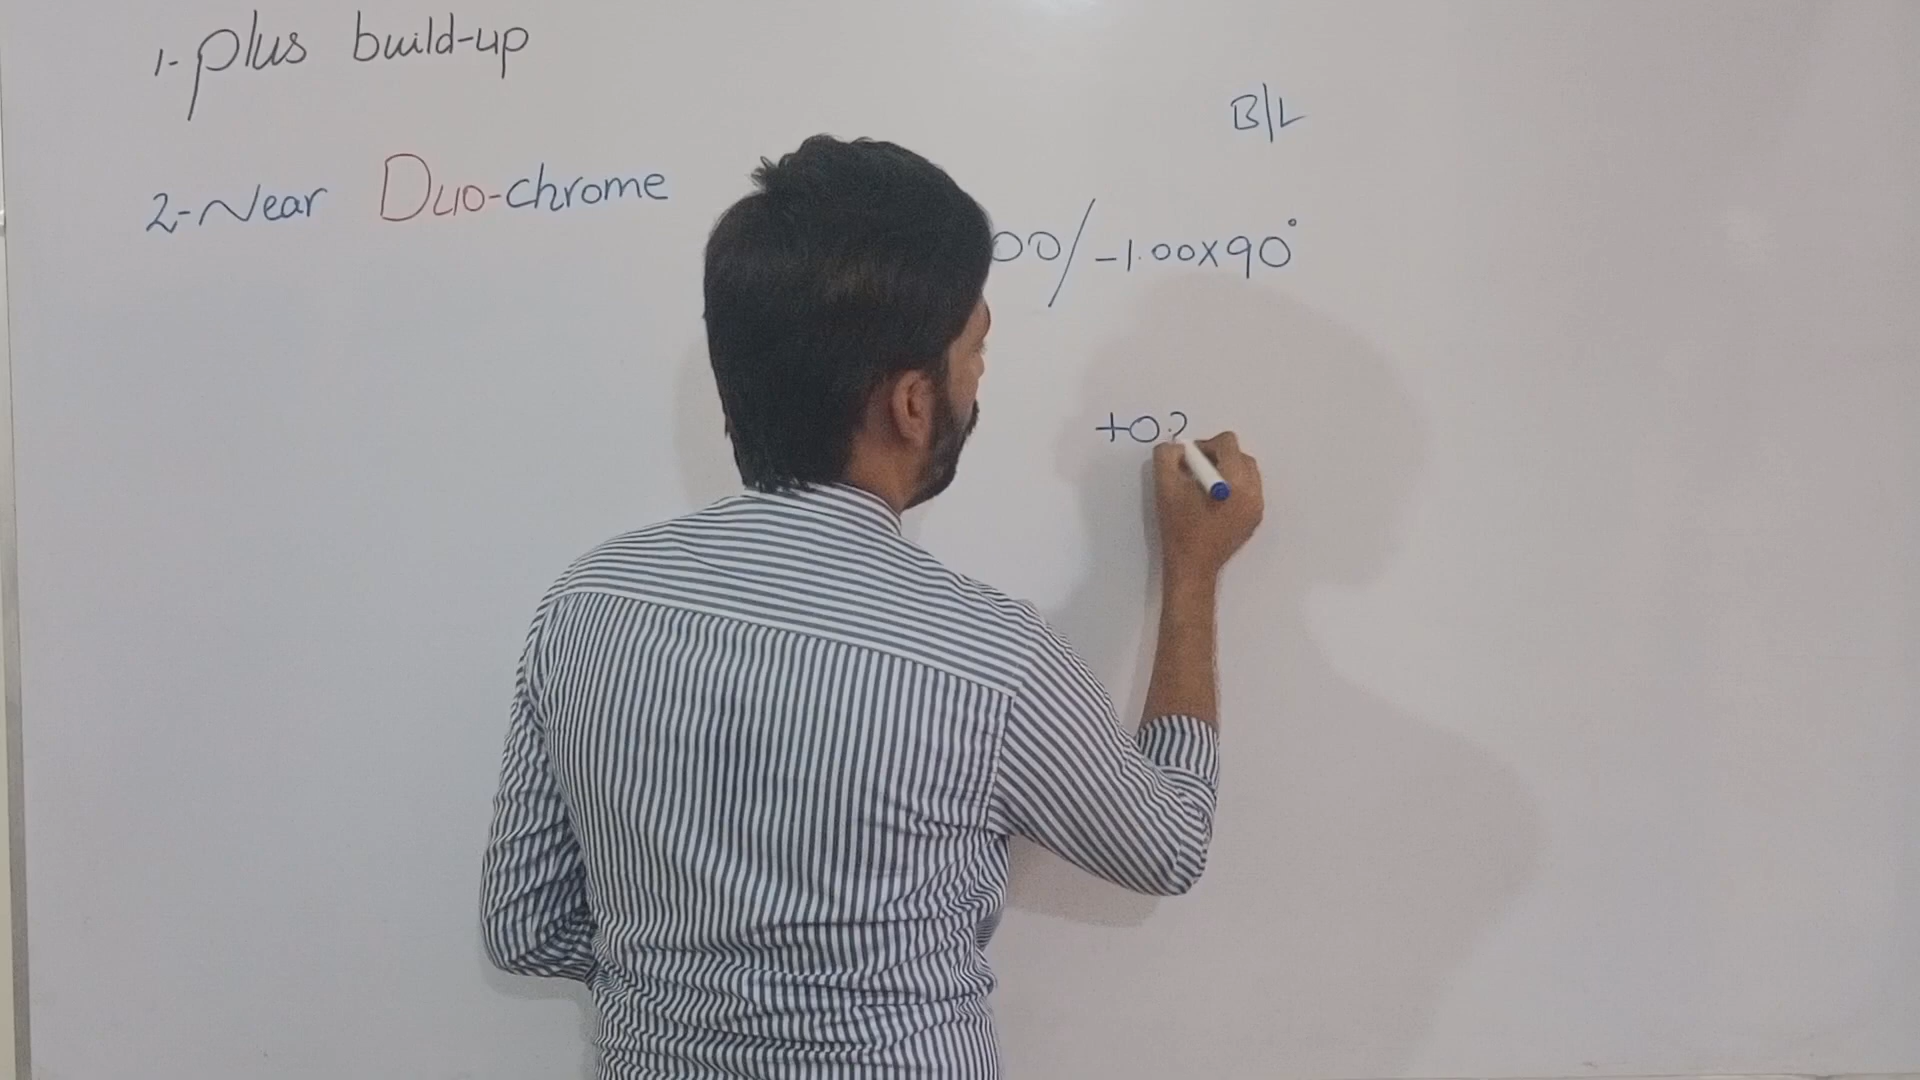 1- Plus build-up
B/L
2- Near Duo-chrome
00/-1.00x90°
+0.2